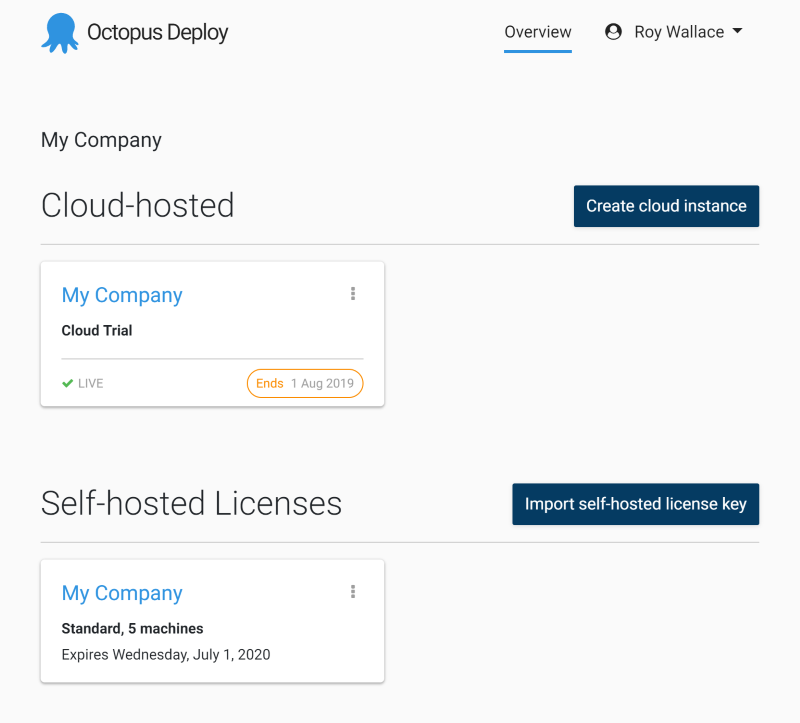 Octopus Deploy
Overview
Roy Wallace
My Company
Cloud-hosted
Create cloud instance
My Company
Cloud Trial
LIVE
Ends 1 Aug 2019
Self-hosted Licenses
Import self-hosted license key
My Company
Standard, 5 machines
Expires Wednesday, July 1, 2020